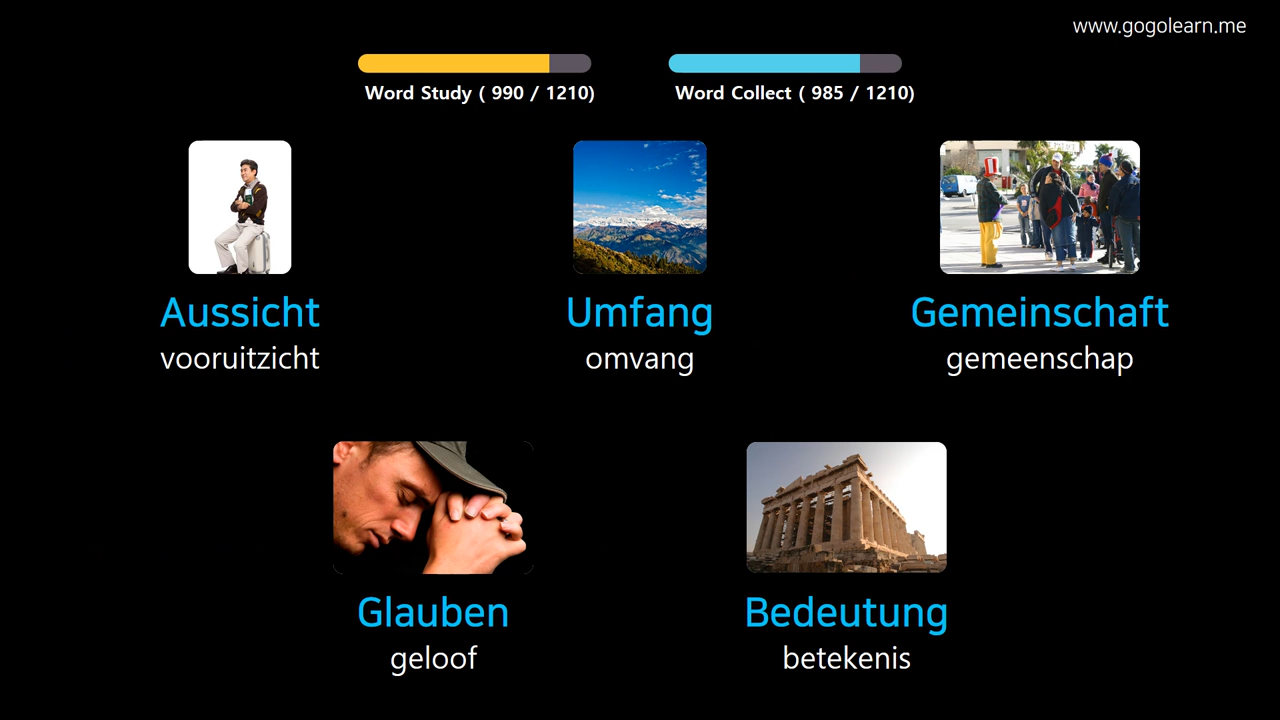 www.gogolearn.me
Word Study ( 990 / 1210)
Word Collect ( 985 / 1210)
Aussicht
vooruitzicht
Umfang
omvang
Gemeinschaft
gemeenschap
Glauben
geloof
Bedeutung
betekenis